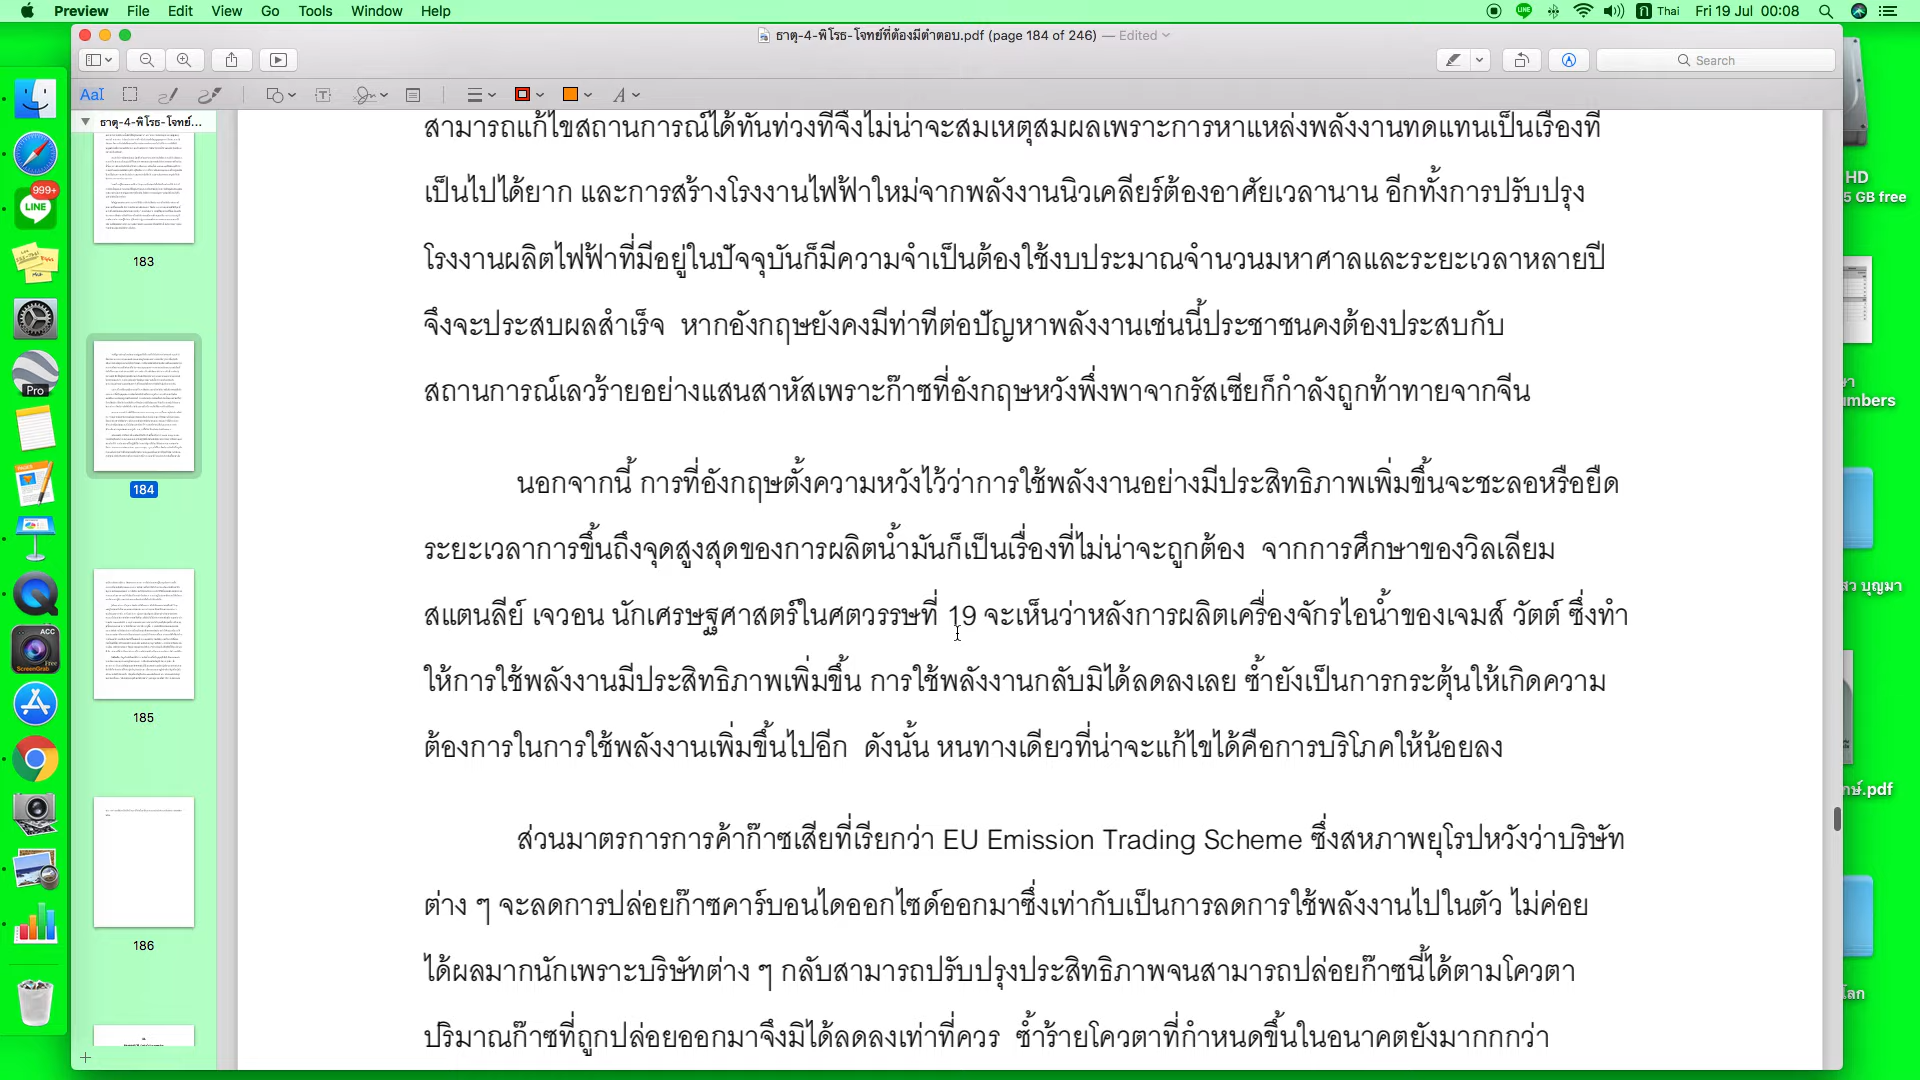 Preview File Edit View Go Tools Window Help
Thai Fri 19 Jul 00:08
ธาตุ-4-พิโรธ-โจทย์ที่ต้องมีคำตอบ.pdf (page 184 of 246) — Edited
Search
ธาตุ-4-พิโรธ-โจทย์...
183
184
185
186
999+
LINE
Pro
สามารถแก้ไขสถานการณ์ได้ทันท่วงทีจึงไม่น่าจะสมเหตุสมผลเพราะการหาแหล่งพลังงานทดแทนเป็นเรื่องที่
เป็นไปได้ยาก และการสร้างโรงงานไฟฟ้าใหม่จากพลังงานนิวเคลียร์ต้องอาศัยเวลานาน อีกทั้งการปรับปรุง
โรงงานผลิตไฟฟ้าที่มีอยู่ในปัจจุบันก็มีความจำเป็นต้องใช้งบประมาณจำนวนมหาศาลและระยะเวลาหลายปี
จึงจะประสบผลสำเร็จ หากอังกฤษยังคงมีท่าทีต่อปัญหาพลังงานเช่นนี้ประชาชนคงต้องประสบกับ
สถานการณ์เลวร้ายอย่างแสนสาหัสเพราะก๊าซที่อังกฤษหวังพึ่งพาจากรัสเซียก็กำลังถูกท้าทายจากจีน
นอกจากนี้ การที่อังกฤษตั้งความหวังไว้ว่าการใช้พลังงานอย่างมีประสิทธิภาพเพิ่มขึ้นจะชะลอหรือยืด
ระยะเวลาการขึ้นถึงจุดสูงสุดของการผลิตน้ำมันก็เป็นเรื่องที่ไม่น่าจะถูกต้อง จากการศึกษาของวิลเลียม
สแตนลีย์ เจวอน นักเศรษฐศาสตร์ในศตวรรษที่ 19 จะเห็นว่าหลังการผลิตเครื่องจักรไอน้ำของเจมส์ วัตต์ ซึ่งทำ
ให้การใช้พลังงานมีประสิทธิภาพเพิ่มขึ้น การใช้พลังงานกลับมิได้ลดลงเลย ซ้ำยังเป็นการกระตุ้นให้เกิดความ
ต้องการในการใช้พลังงานเพิ่มขึ้นไปอีก ดังนั้น หนทางเดียวที่น่าจะแก้ไขได้คือการบริโภคให้น้อยลง
ส่วนมาตรการการค้าก๊าซเสียที่เรียกว่า EU Emission Trading Scheme ซึ่งสหภาพยุโรปหวังว่าบริษัท
ต่าง ๆ จะลดการปล่อยก๊าซคาร์บอนไดออกไซด์ออกมาซึ่งเท่ากับเป็นการลดการใช้พลังงานไปในตัว ไม่ค่อย
ได้ผลมากนักเพราะบริษัทต่าง ๆ กลับสามารถปรับปรุงประสิทธิภาพจนสามารถปล่อยก๊าซนี้ได้ตามโควตา
ปริมาณก๊าซที่ถูกปล่อยออกมาจึงมิได้ลดลงเท่าที่ควร ซ้ำร้ายโควตาที่กำหนดขึ้นในอนาคตยังมากกกว่า
HD
5 GB free
mbers
สว บุญมา
โลก